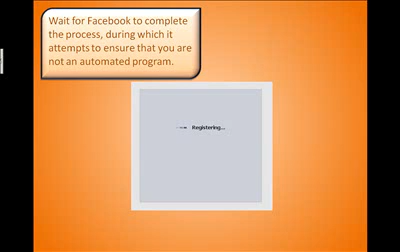 Wait for Facebook to complete
the process, during which it
attempts to ensure that you are
not an automated program.
Registering...